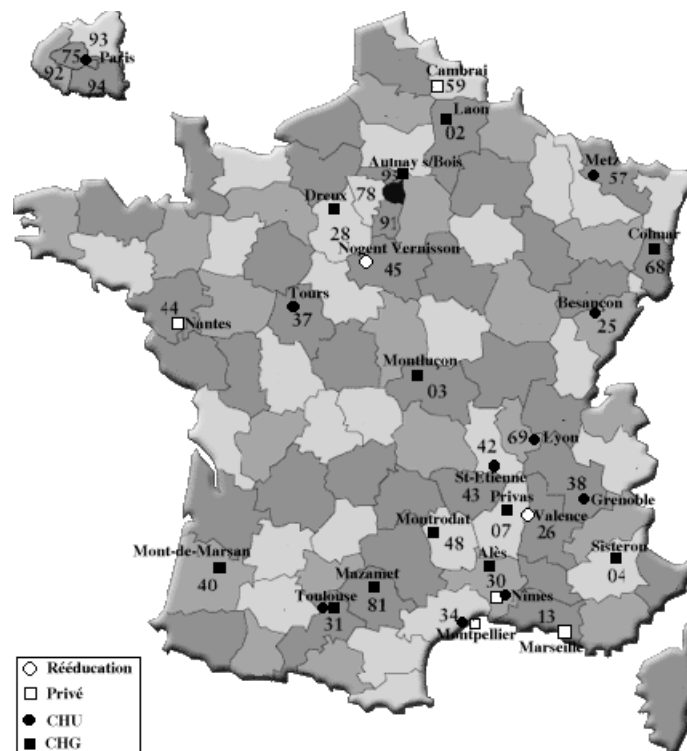 93
75 Paris
92
94
Cambrai
59
Laon
02
Autnay s/Bois
Metz
57
95
78
Dreux
28
91
Colmar
68
Nogent Vernisson
45
Tours
37
Besançon
25
44
Nantes
Montluçon
03
42
69 Lyon
St-Etienne
43
38
Grenoble
Privas
07
Valence
26
Montrodat
48
Sisteron
04
Mont-de-Marsan
40
Alès
30
Mazamet
81
Nimes
Toulouse
31
34
Montpellier
13
Marseille
Rééducation
Privé
CHU
CHG